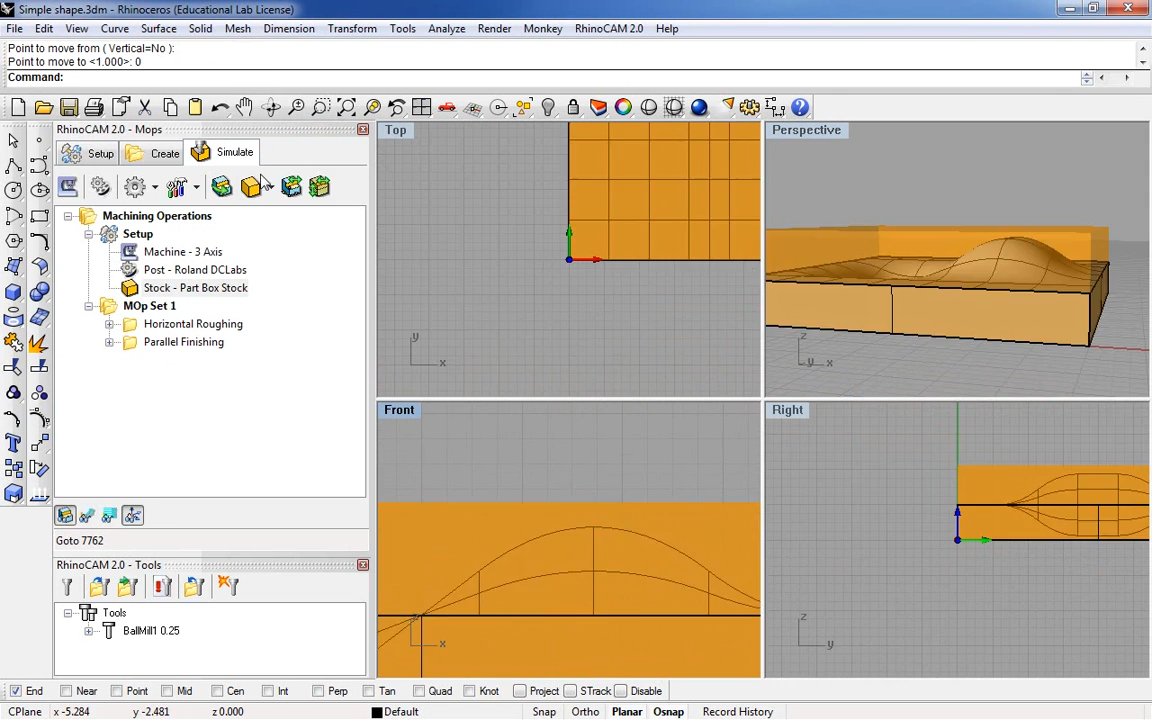 Simple shape.3dm - Rhinoceros (Educational Lab License)
File Edit View Curve Surface Solid Mesh Dimension Transform Tools Analyze Render Monkey RhinoCAM 2.0 Help
Point to move from ( Vertical=No ):
Point to move to <1.000>: 0
Command:
RhinoCAM 2.0 - Mops
Setup Create Simulate
Machining Operations
Setup
Machine - 3 Axis
Post - Roland DCLabs
Stock - Part Box Stock
MOp Set 1
Horizontal Roughing
Parallel Finishing
Goto 7762
RhinoCAM 2.0 - Tools
Tools
BallMill1 0.25
Top
y
x
Perspective
z
y x
Front
z
x
Right
z
y
End Near Point Mid Cen Int Perp Tan Quad Knot Project STrack Disable
CPlane x -5.284 y -2.481 z 0.000 Default Snap Ortho Planar Osnap Record History